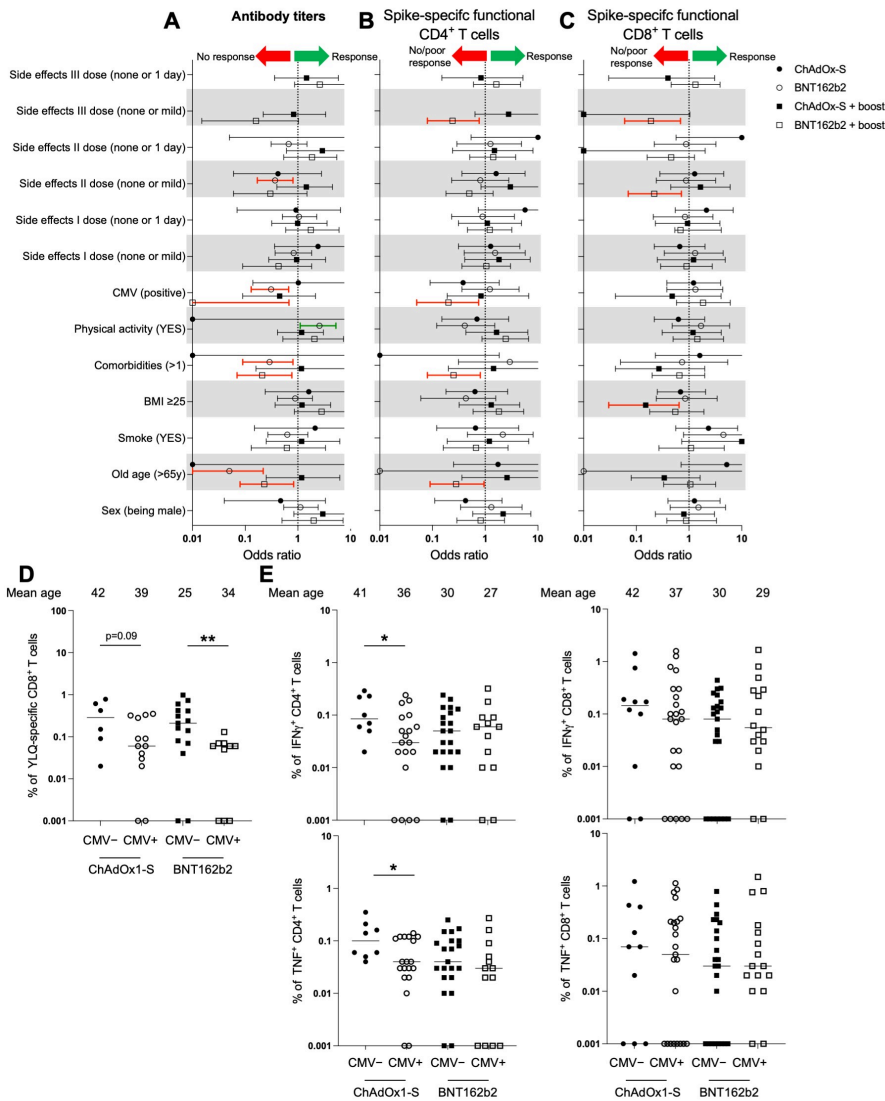 A
Antibody titers
No response
Response
B
Spike-specifc functional
CD4+ T cells
No/poor
response
Response
C
Spike-specifc functional
CD8+ T cells
No/poor
response
Response
ChAdOx-S
BNT162b2
ChAdOx-S + boost
BNT162b2 + boost
Side effects III dose (none or 1 day)
Side effects III dose (none or mild)
Side effects II dose (none or 1 day)
Side effects II dose (none or mild)
Side effects I dose (none or 1 day)
Side effects I dose (none or mild)
CMV (positive)
Physical activity (YES)
Comorbidities (>1)
BMI ≥25
Smoke (YES)
Old age (>65y)
Sex (being male)
0.01 0.1 1 10
0.01 0.1 1 10
0.01 0.1 1 10
Odds ratio
Odds ratio
Odds ratio
D
Mean age 42 39 25 34
% of YLQ-specific CD8+ T cells
100
10
1
0.1
0.01
0.001
p=0.09
**
CMV− CMV+ CMV− CMV+
ChAdOx1-S BNT162b2
E
Mean age 41 36 30 27
% of IFNγ+ CD4+ T cells
1
0.1
0.01
0.001
*
42 37 30 29
% of IFNγ+ CD8+ T cells
1
0.1
0.01
0.001
% of TNF+ CD4+ T cells
1
0.1
0.01
0.001
*
CMV− CMV+ CMV− CMV+
ChAdOx1-S BNT162b2
% of TNF+ CD8+ T cells
1
0.1
0.01
0.001
CMV− CMV+ CMV− CMV+
ChAdOx1-S BNT162b2